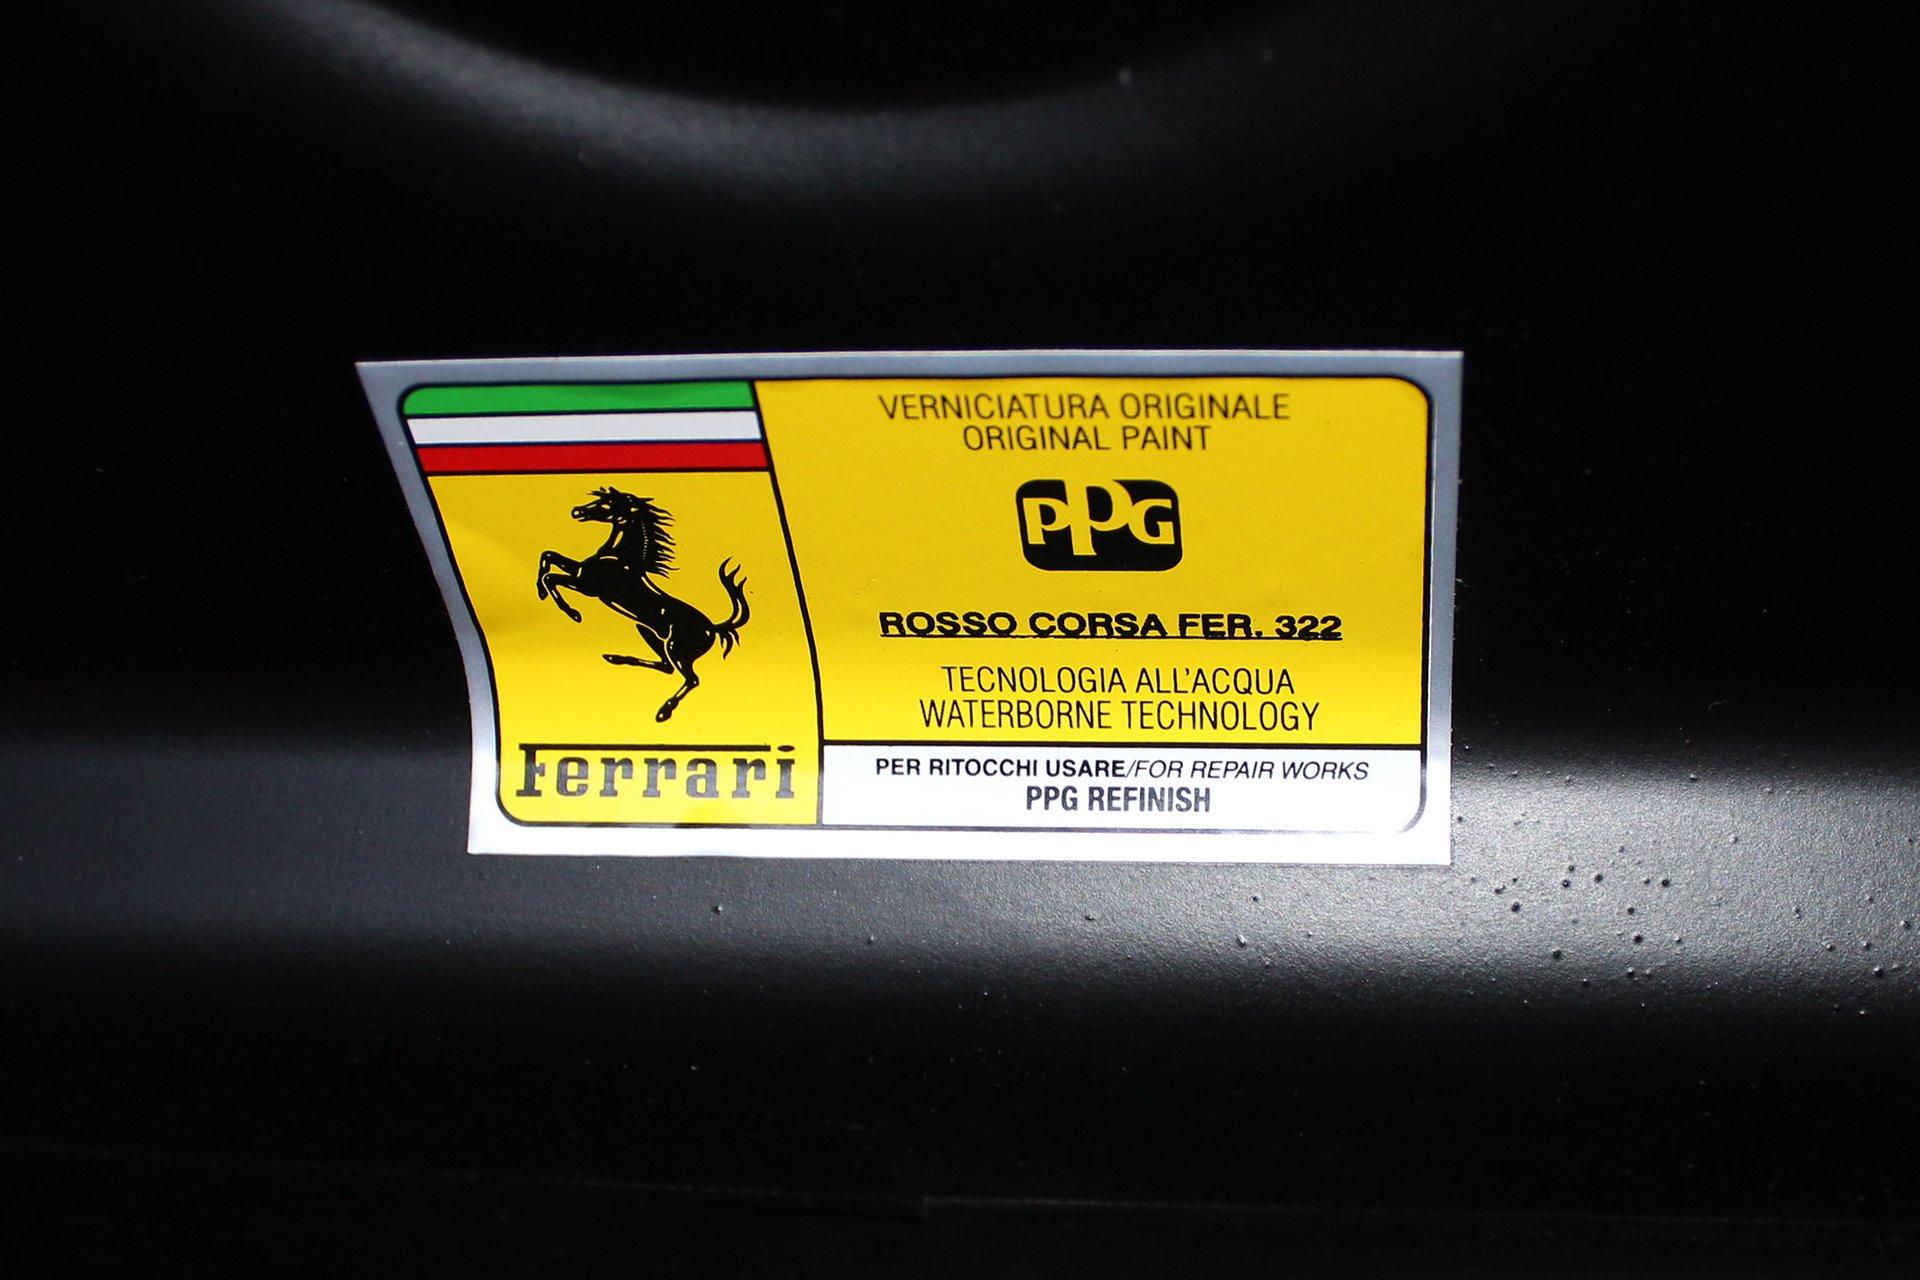 VERNICIATURA ORIGINALE
ORIGINAL PAINT
PPG
ROSSO CORSA FER. 322
TECNOLOGIA ALL'ACQUA
WATERBORNE TECHNOLOGY
Ferrari
PER RITOCCHI USARE/FOR REPAIR WORKS
PPG REFINISH